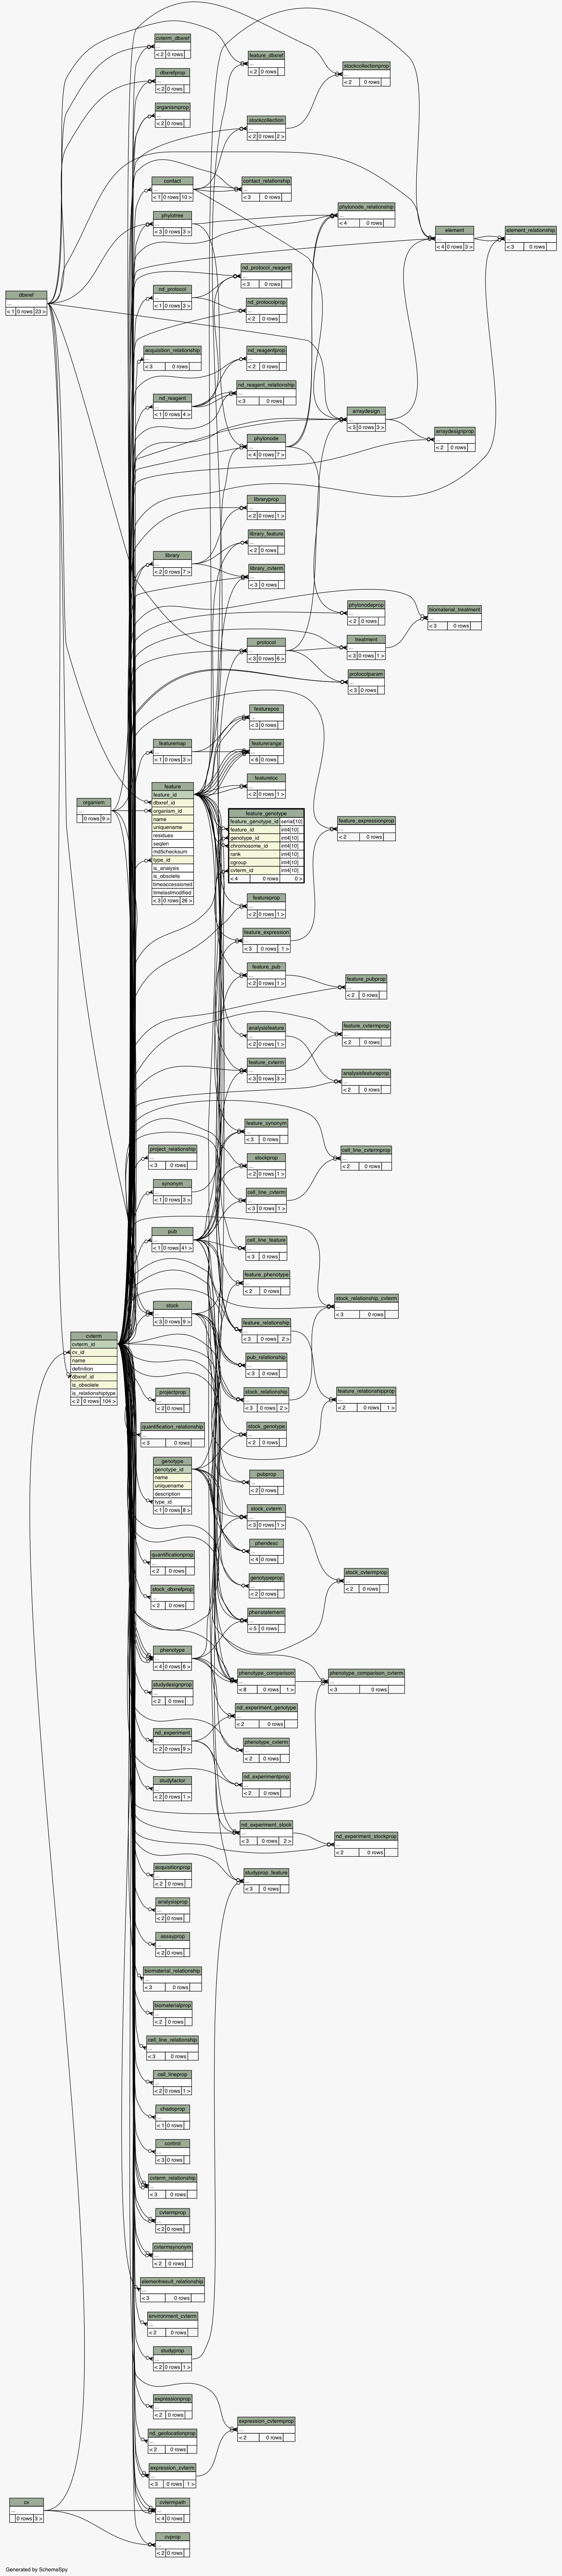 cvterm_dbxref
...
< 2 0 rows
dbxrefprop
...
< 2 0 rows
organismprop
...
< 2 0 rows
feature_dbxref
...
< 2 0 rows
stockcollectionprop
...
< 2 0 rows
stockcollection
...
< 2 0 rows 2 >
contact
...
< 1 0 rows 10 >
contact_relationship
...
< 3 0 rows
phylotree
...
< 3 0 rows 3 >
phylonode_relationship
...
< 4 0 rows
element
...
< 4 0 rows 3 >
element_relationship
...
< 3 0 rows
nd_protocol_reagent
...
< 3 0 rows
dbxref
...
< 1 0 rows 23 >
nd_protocol
...
< 1 0 rows 3 >
nd_protocolprop
...
< 2 0 rows
acquisition_relationship
...
< 3 0 rows
nd_reagentprop
...
< 2 0 rows
nd_reagent_relationship
...
< 3 0 rows
nd_reagent
...
< 1 0 rows 4 >
arraydesign
...
< 5 0 rows 3 >
arraydesignprop
...
< 2 0 rows
phylonode
...
< 4 0 rows 7 >
libraryprop
...
< 2 0 rows 1 >
library_feature
...
< 2 0 rows
library
...
< 2 0 rows 7 >
library_cvterm
...
< 3 0 rows
phylonodeprop
...
< 2 0 rows
biomaterial_treatment
...
< 3 0 rows
protocol
...
< 3 0 rows 6 >
treatment
...
< 3 0 rows 1 >
protocolparam
...
< 3 0 rows
featurepos
...
< 3 0 rows
featuremap
...
< 1 0 rows 3 >
featurerange
...
< 6 0 rows
featureloc
...
< 2 0 rows 1 >
organism
...
0 rows 9 >
feature
feature_id
dbxref_id
organism_id
name
uniquename
residues
seqlen
md5checksum
type_id
is_analysis
is_obsolete
timeaccessioned
timelastmodified
< 3 0 rows 26 >
feature_genotype
feature_genotype_id serial[10]
feature_id int4[10]
genotype_id int4[10]
chromosome_id int4[10]
rank int4[10]
cgroup int4[10]
cvterm_id int4[10]
< 4 0 rows 0 >
feature_expressionprop
...
< 2 0 rows
featureprop
...
< 2 0 rows 1 >
feature_expression
...
< 3 0 rows 1 >
feature_pub
...
< 2 0 rows 1 >
feature_pubprop
...
< 2 0 rows
analysisfeature
...
< 2 0 rows 1 >
feature_cvtermprop
...
< 2 0 rows
feature_cvterm
...
< 3 0 rows 3 >
analysisfeatureprop
...
< 2 0 rows
feature_synonym
...
< 3 0 rows
project_relationship
...
< 3 0 rows
stockprop
...
< 2 0 rows 1 >
cell_line_cvtermprop
...
< 2 0 rows
synonym
...
< 1 0 rows 3 >
cell_line_cvterm
...
< 3 0 rows 1 >
pub
...
< 1 0 rows 41 >
cell_line_feature
...
< 3 0 rows
feature_phenotype
...
< 2 0 rows
stock
...
< 3 0 rows 9 >
stock_relationship_cvterm
...
< 3 0 rows
feature_relationship
...
< 3 0 rows 2 >
cvterm
cvterm_id
cv_id
name
definition
dbxref_id
is_obsolete
is_relationshiptype
< 2 0 rows 104 >
pub_relationship
...
< 3 0 rows
projectprop
...
< 2 0 rows
stock_relationship
...
< 3 0 rows 2 >
feature_relationshipprop
...
< 2 0 rows 1 >
quantification_relationship
...
< 3 0 rows
stock_genotype
...
< 2 0 rows
genotype
genotype_id
name
uniquename
description
type_id
< 1 0 rows 8 >
pubprop
...
< 2 0 rows
stock_cvterm
...
< 3 0 rows 1 >
phendesc
...
< 4 0 rows
quantificationprop
...
< 2 0 rows
genotypeprop
...
< 2 0 rows
stock_cvtermprop
...
< 2 0 rows
stock_dbxrefprop
...
< 2 0 rows
phenstatement
...
< 5 0 rows
phenotype
...
< 4 0 rows 6 >
phenotype_comparison
...
< 8 0 rows 1 >
phenotype_comparison_cvterm
...
< 3 0 rows
studydesignprop
...
< 2 0 rows
nd_experiment_genotype
...
< 2 0 rows
nd_experiment
...
< 2 0 rows 9 >
phenotype_cvterm
...
< 2 0 rows
nd_experimentprop
...
< 2 0 rows
studyfactor
...
< 2 0 rows 1 >
nd_experiment_stock
...
< 3 0 rows 2 >
nd_experiment_stockprop
...
< 2 0 rows
acquisitionprop
...
< 2 0 rows
studyprop_feature
...
< 3 0 rows
analysisprop
...
< 2 0 rows
assayprop
...
< 2 0 rows
biomaterial_relationship
...
< 3 0 rows
biomaterialprop
...
< 2 0 rows
cell_line_relationship
...
< 3 0 rows
cell_lineprop
...
< 2 0 rows 1 >
chadoprop
...
< 1 0 rows
control
...
< 3 0 rows
cvterm_relationship
...
< 3 0 rows
cvtermprop
...
< 2 0 rows
cvtermsynonym
...
< 2 0 rows
elementresult_relationship
...
< 3 0 rows
environment_cvterm
...
< 2 0 rows
studyprop
...
< 2 0 rows 1 >
expressionprop
...
< 2 0 rows
expression_cvtermprop
...
< 2 0 rows
nd_geolocationprop
...
< 2 0 rows
expression_cvterm
...
< 3 0 rows 1 >
cv
...
0 rows 3 >
cvtermpath
...
< 4 0 rows
cvprop
...
< 2 0 rows
Generated by SchemaSpy